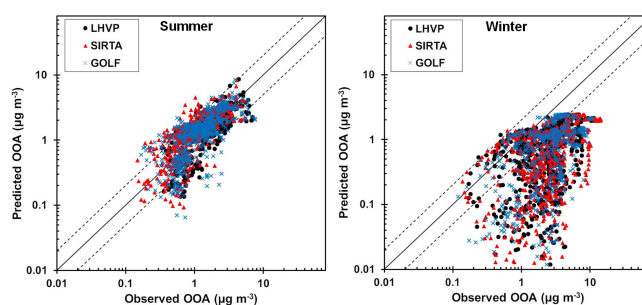 Summer
LHVP
SIRTA
GOLF
10
1
0.1
0.01
0.01
0.1
1
10
Predicted OOA (µg m⁻³)
Observed OOA (µg m⁻³)
Winter
LHVP
SIRTA
GOLF
10
1
0.1
0.01
0.01
0.1
1
10
Predicted OOA (µg m⁻³)
Observed OOA (µg m⁻³)